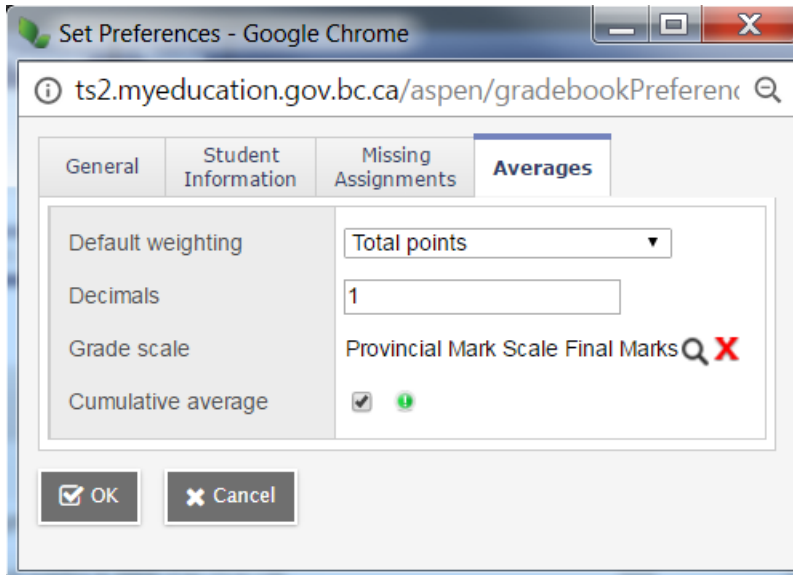 Set Preferences - Google Chrome
ts2.myeducation.gov.bc.ca/aspen/gradebookPreferenc
General
Student
Information
Missing
Assignments
Averages
Default weighting
Total points
Decimals
1
Grade scale
Provincial Mark Scale Final Marks
Cumulative average
OK
Cancel